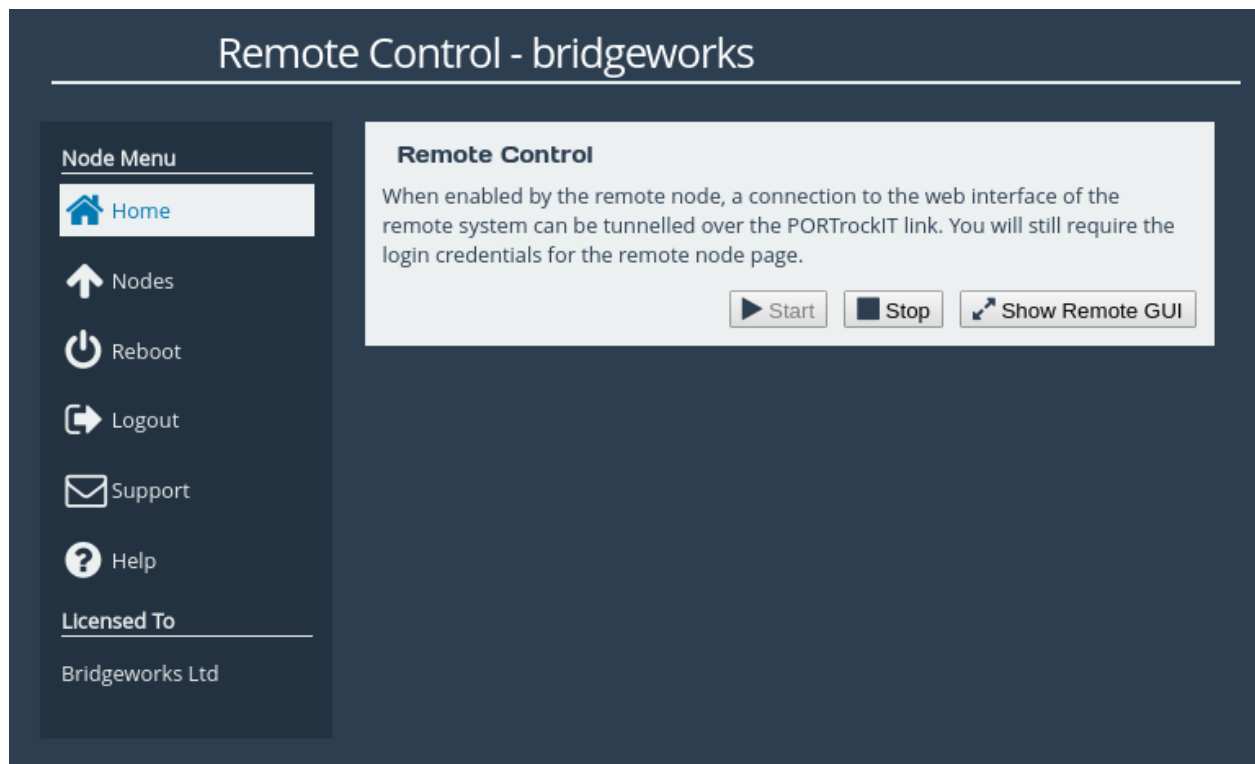 Remote Control - bridgeworks
Node Menu
Home
Nodes
Reboot
Logout
Support
Help
Licensed To
Bridgeworks Ltd
Remote Control
When enabled by the remote node, a connection to the web interface of the
remote system can be tunnelled over the PORTrockIT link. You will still require the
login credentials for the remote node page.
Start Stop Show Remote GUI